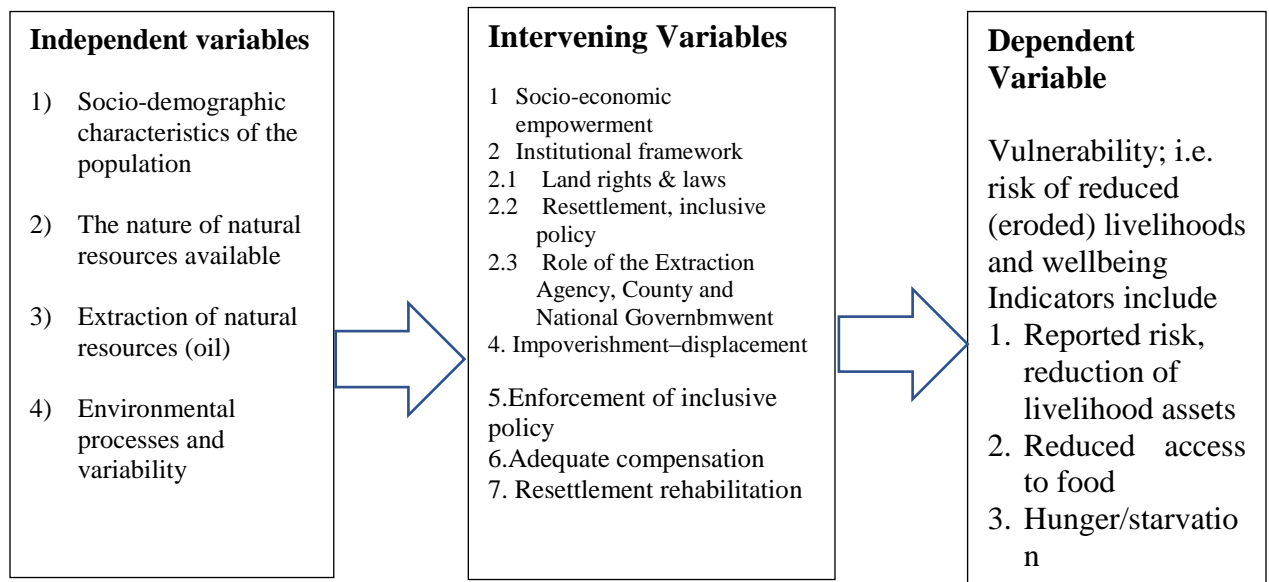 Independent variables
1) Socio-demographic
characteristics of the
population
2) The nature of natural
resources available
3) Extraction of natural
resources (oil)
4) Environmental
processes and
variability
Intervening Variables
1 Socio-economic
empowerment
2 Institutional framework
2.1 Land rights & laws
2.2 Resettlement, inclusive
policy
2.3 Role of the Extraction
Agency, County and
National Governbmwent
4. Impoverishment–displacement
5.Enforcement of inclusive
policy
6.Adequate compensation
7. Resettlement rehabilitation
Dependent
Variable
Vulnerability; i.e.
risk of reduced
(eroded) livelihoods
and wellbeing
Indicators include
1. Reported risk,
reduction of
livelihood assets
2. Reduced access
to food
3. Hunger/starvatio
n